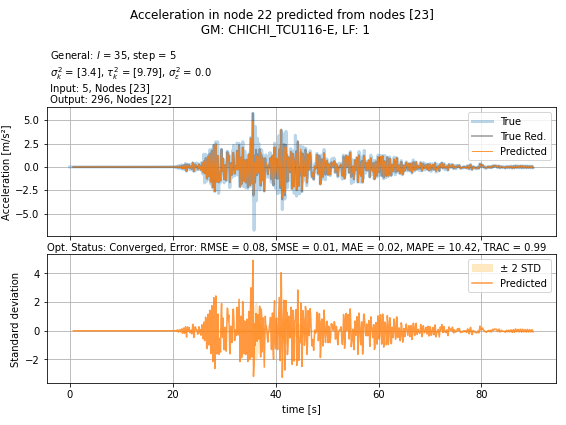 Acceleration in node 22 predicted from nodes [23]
GM: CHICHI_TCU116-E, LF: 1
General: l = 35, step = 5
σ²ₖ = [3.4], τ²ₖ = [9.79], σ²ε = 0.0
Input: 5, Nodes [23]
Output: 296, Nodes [22]
Acceleration [m/s²]
5.0
2.5
0.0
−2.5
−5.0
True
True Red.
Predicted
Opt. Status: Converged, Error: RMSE = 0.08, SMSE = 0.01, MAE = 0.02, MAPE = 10.42, TRAC = 0.99
Standard deviation
4
2
0
−2
± 2 STD
Predicted
0 20 40 60 80
time [s]